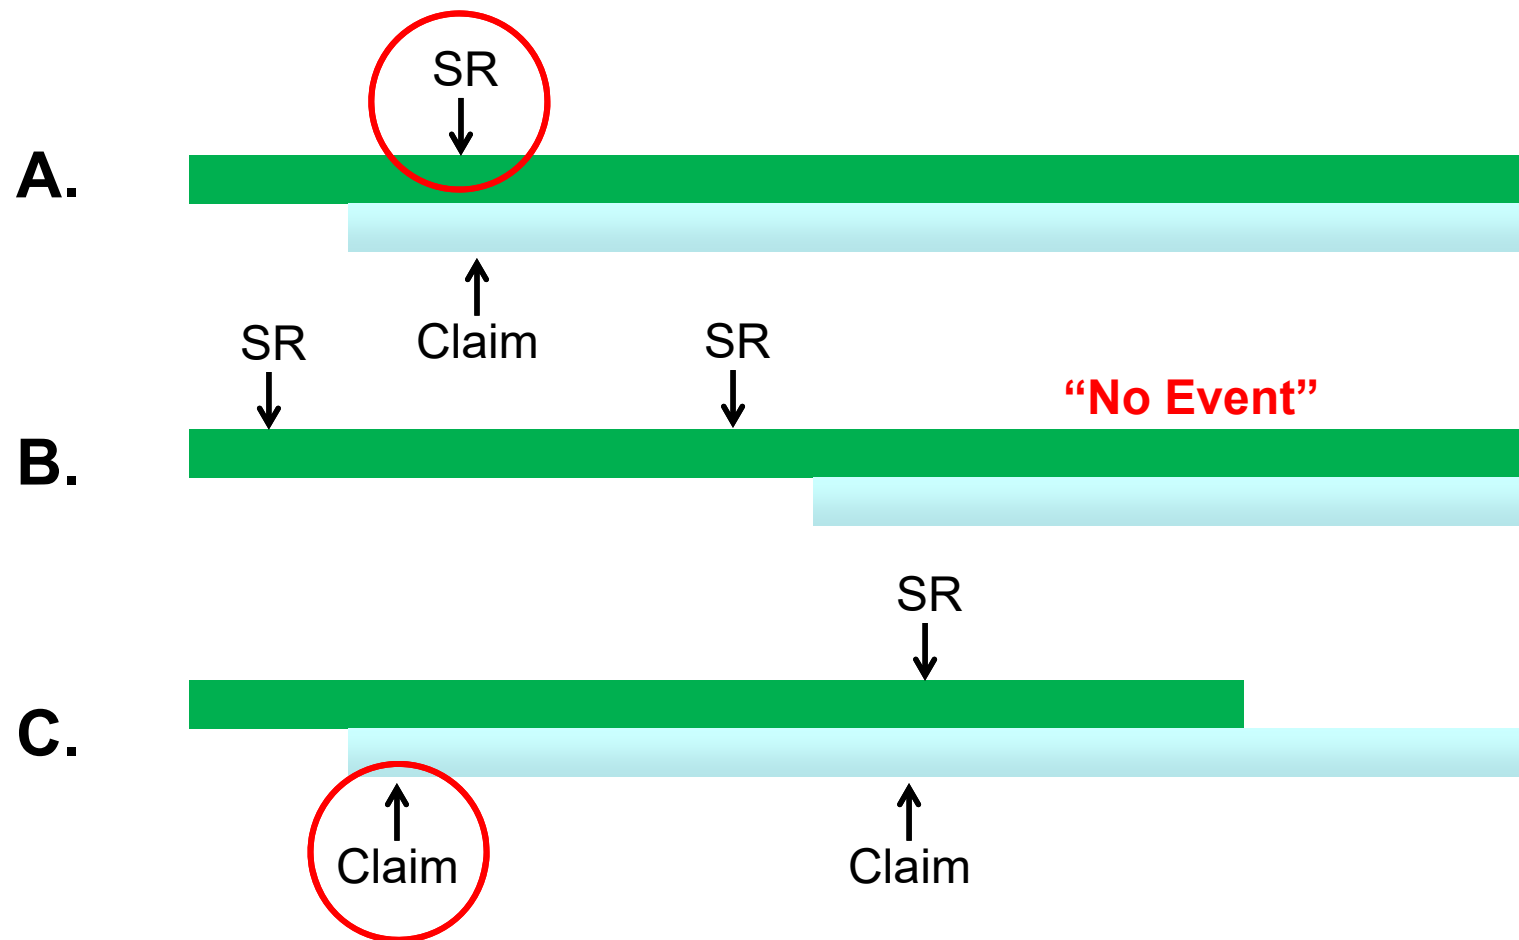 SR
A.
Claim
SR
SR
“No Event”
B.
SR
C.
Claim
Claim